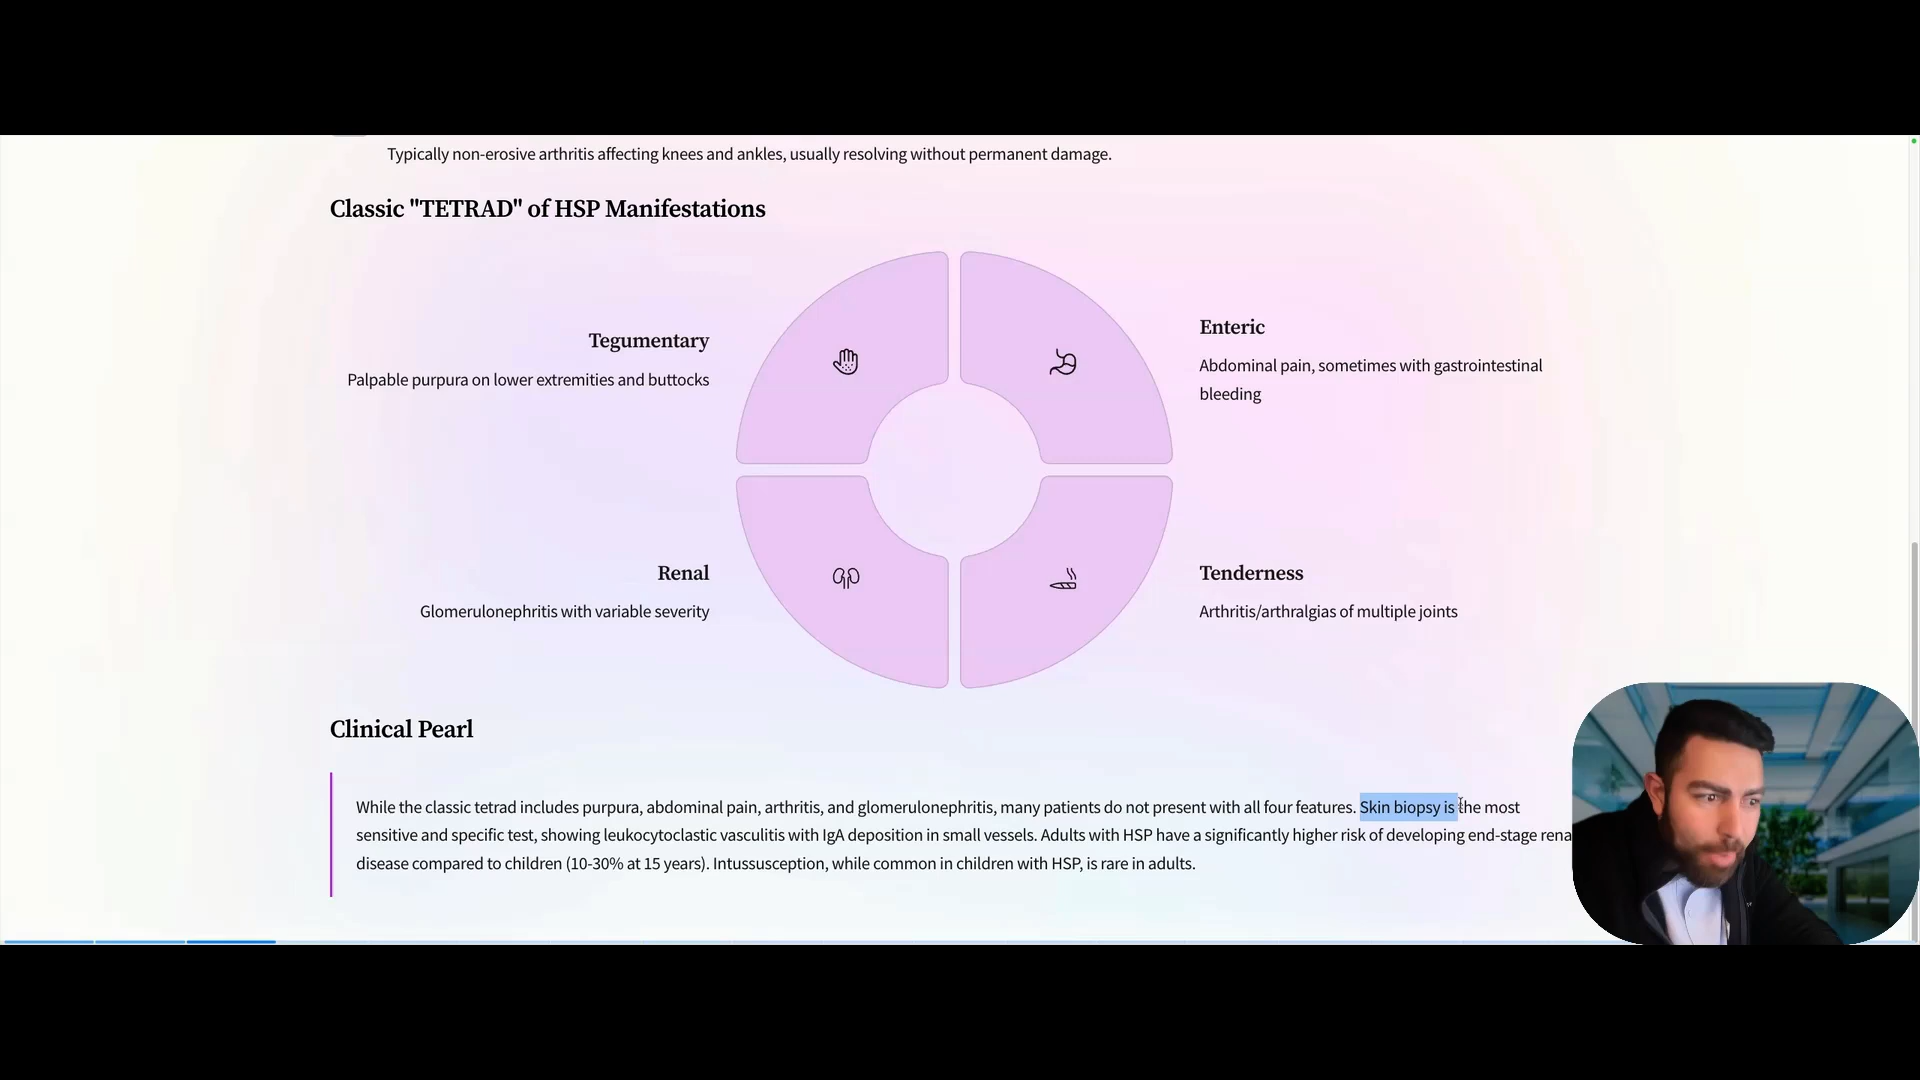 Typically non-erosive arthritis affecting knees and ankles, usually resolving without permanent damage.
Classic "TETRAD" of HSP Manifestations
Tegumentary
Palpable purpura on lower extremities and buttocks
Enteric
Abdominal pain, sometimes with gastrointestinal
bleeding
Renal
Glomerulonephritis with variable severity
Tenderness
Arthritis/arthralgias of multiple joints
Clinical Pearl
While the classic tetrad includes purpura, abdominal pain, arthritis, and glomerulonephritis, many patients do not present with all four features. Skin biopsy is the most
sensitive and specific test, showing leukocytoclastic vasculitis with IgA deposition in small vessels. Adults with HSP have a significantly higher risk of developing end-stage rena
disease compared to children (10-30% at 15 years). Intussusception, while common in children with HSP, is rare in adults.